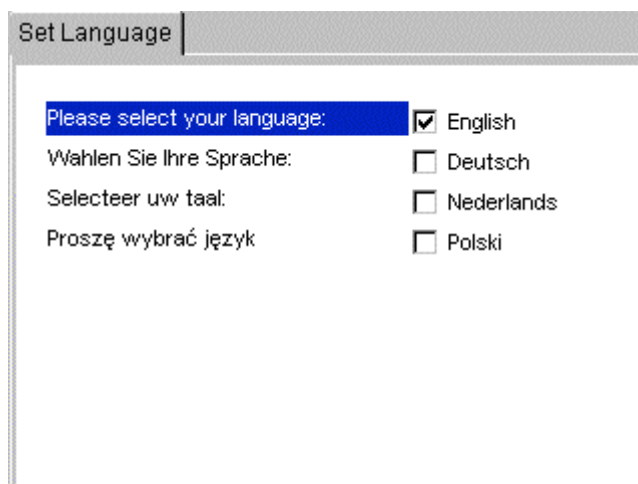 Set Language
Please select your language: English
Wahlen Sie Ihre Sprache: Deutsch
Selecteer uw taal: Nederlands
Proszę wybrać język Polski